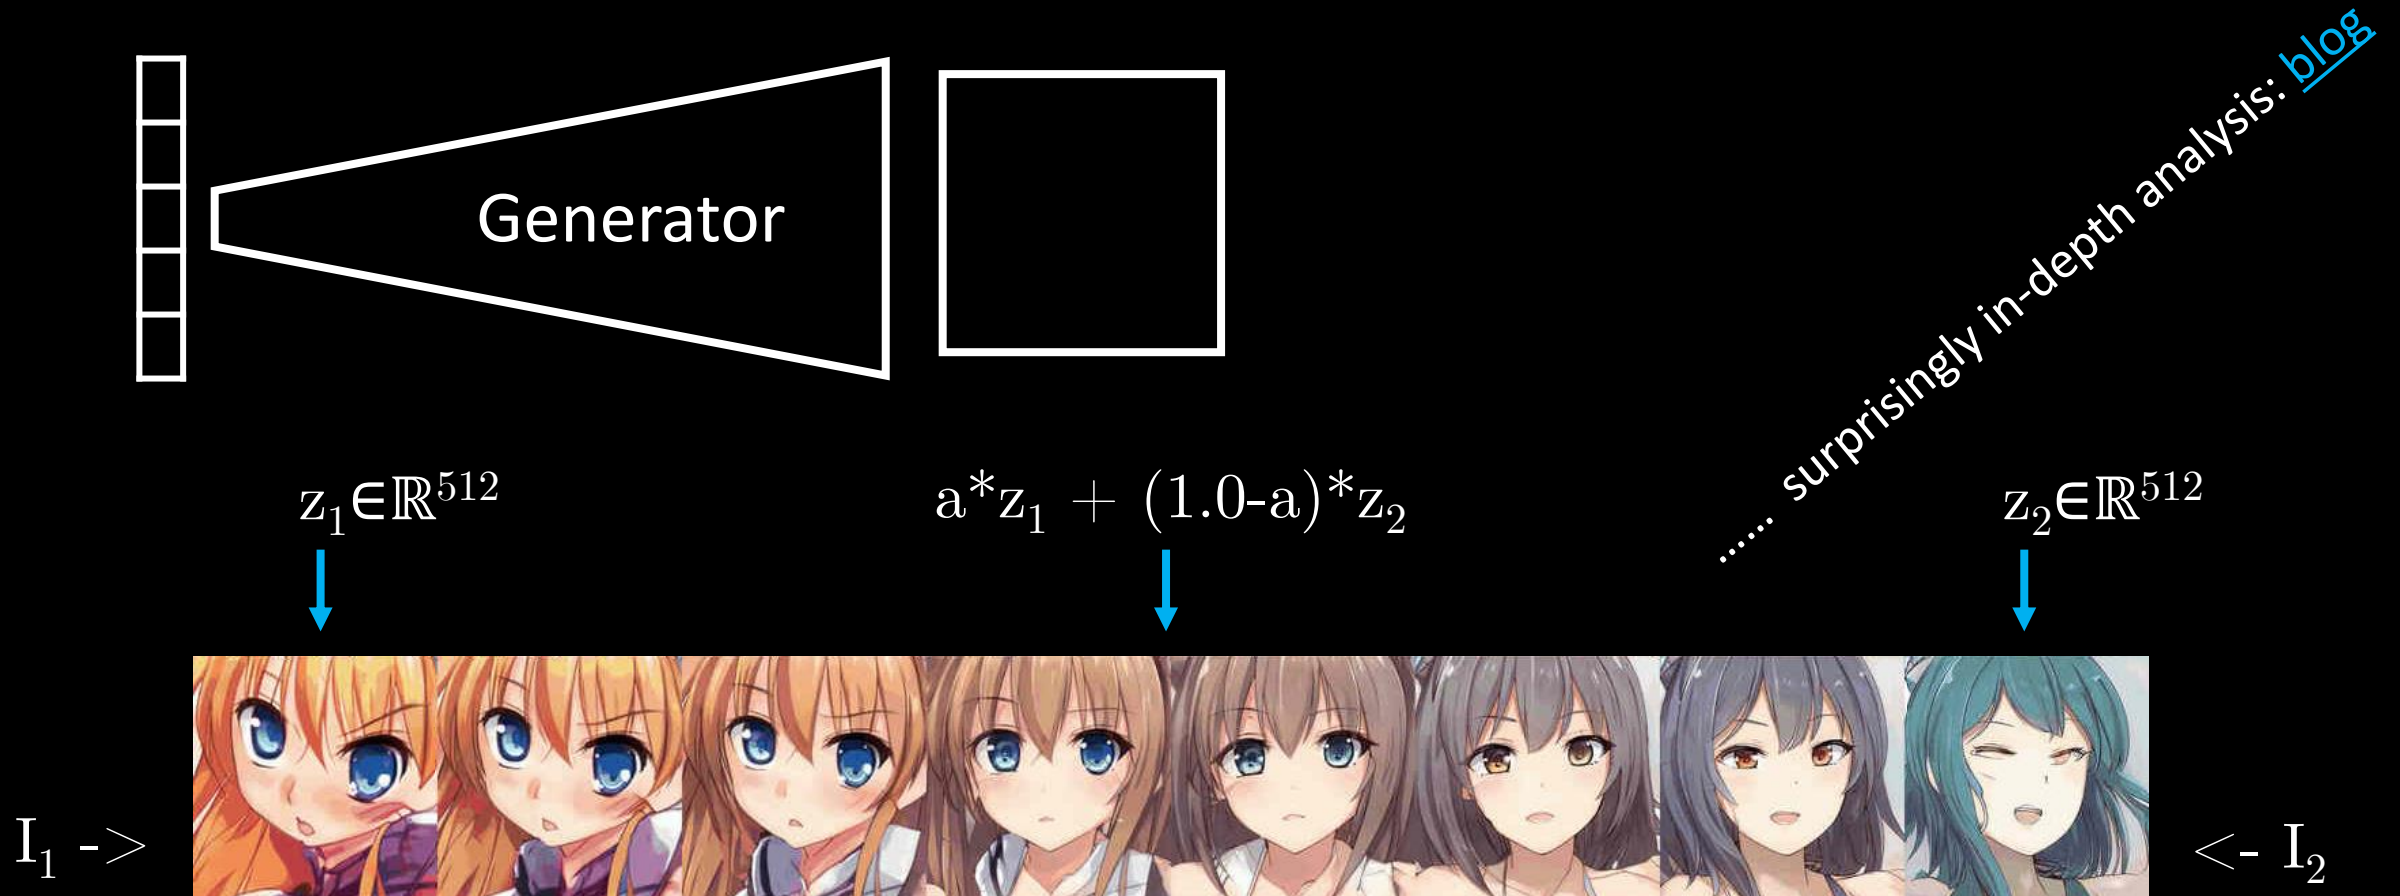 Generator
...... surprisingly in-depth analysis: blog
z₁∈ℝ⁵¹²
a*z₁ + (1.0-a)*z₂
z₂∈ℝ⁵¹²
I₁ ->
<- I₂